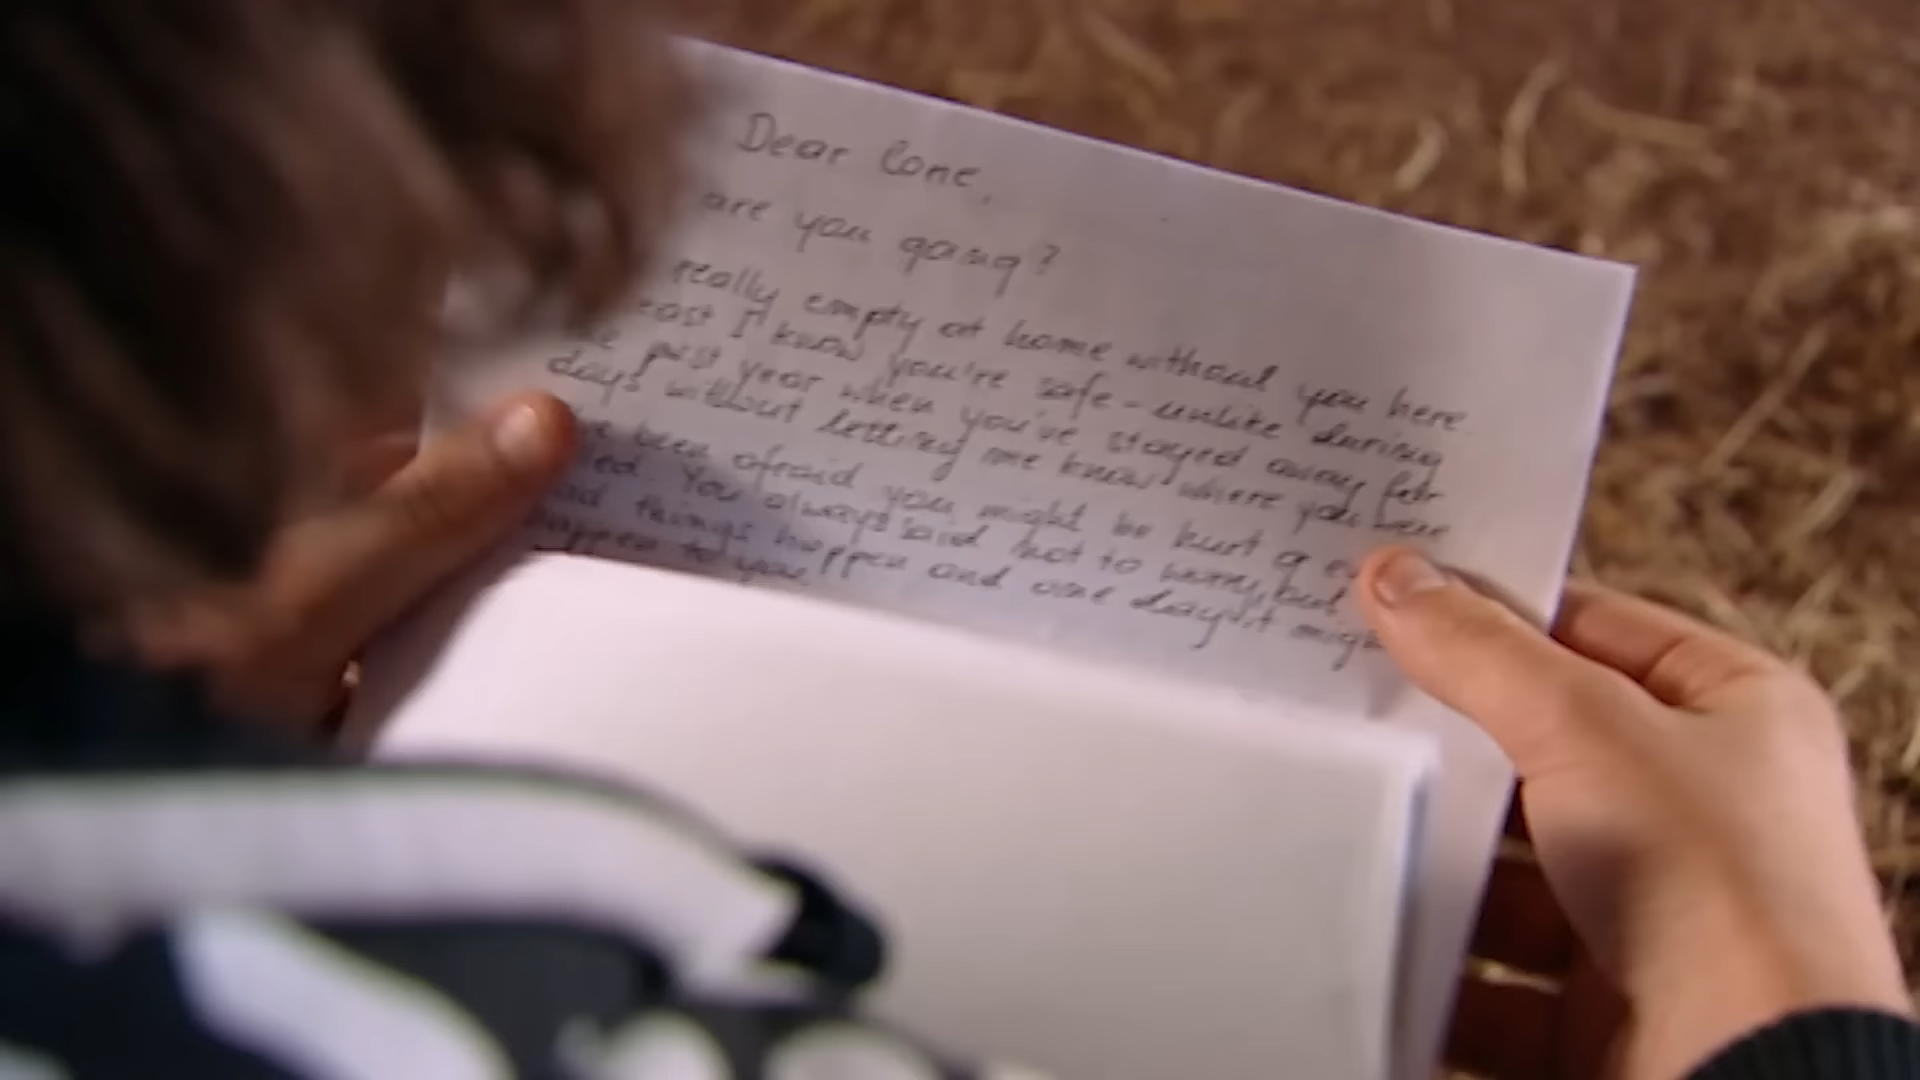 Dear Cone,
are you going?
really empty at home without you here.
I know you're safe - unlike during
past year when you've stayed away for
days without letting me know where you were
been afraid you might be hurt
You always said not to worry, but
things happen and one day it
happen to you